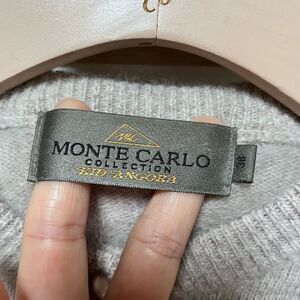 MONTE CARLO
COLLECTION
KID ANGORA
38